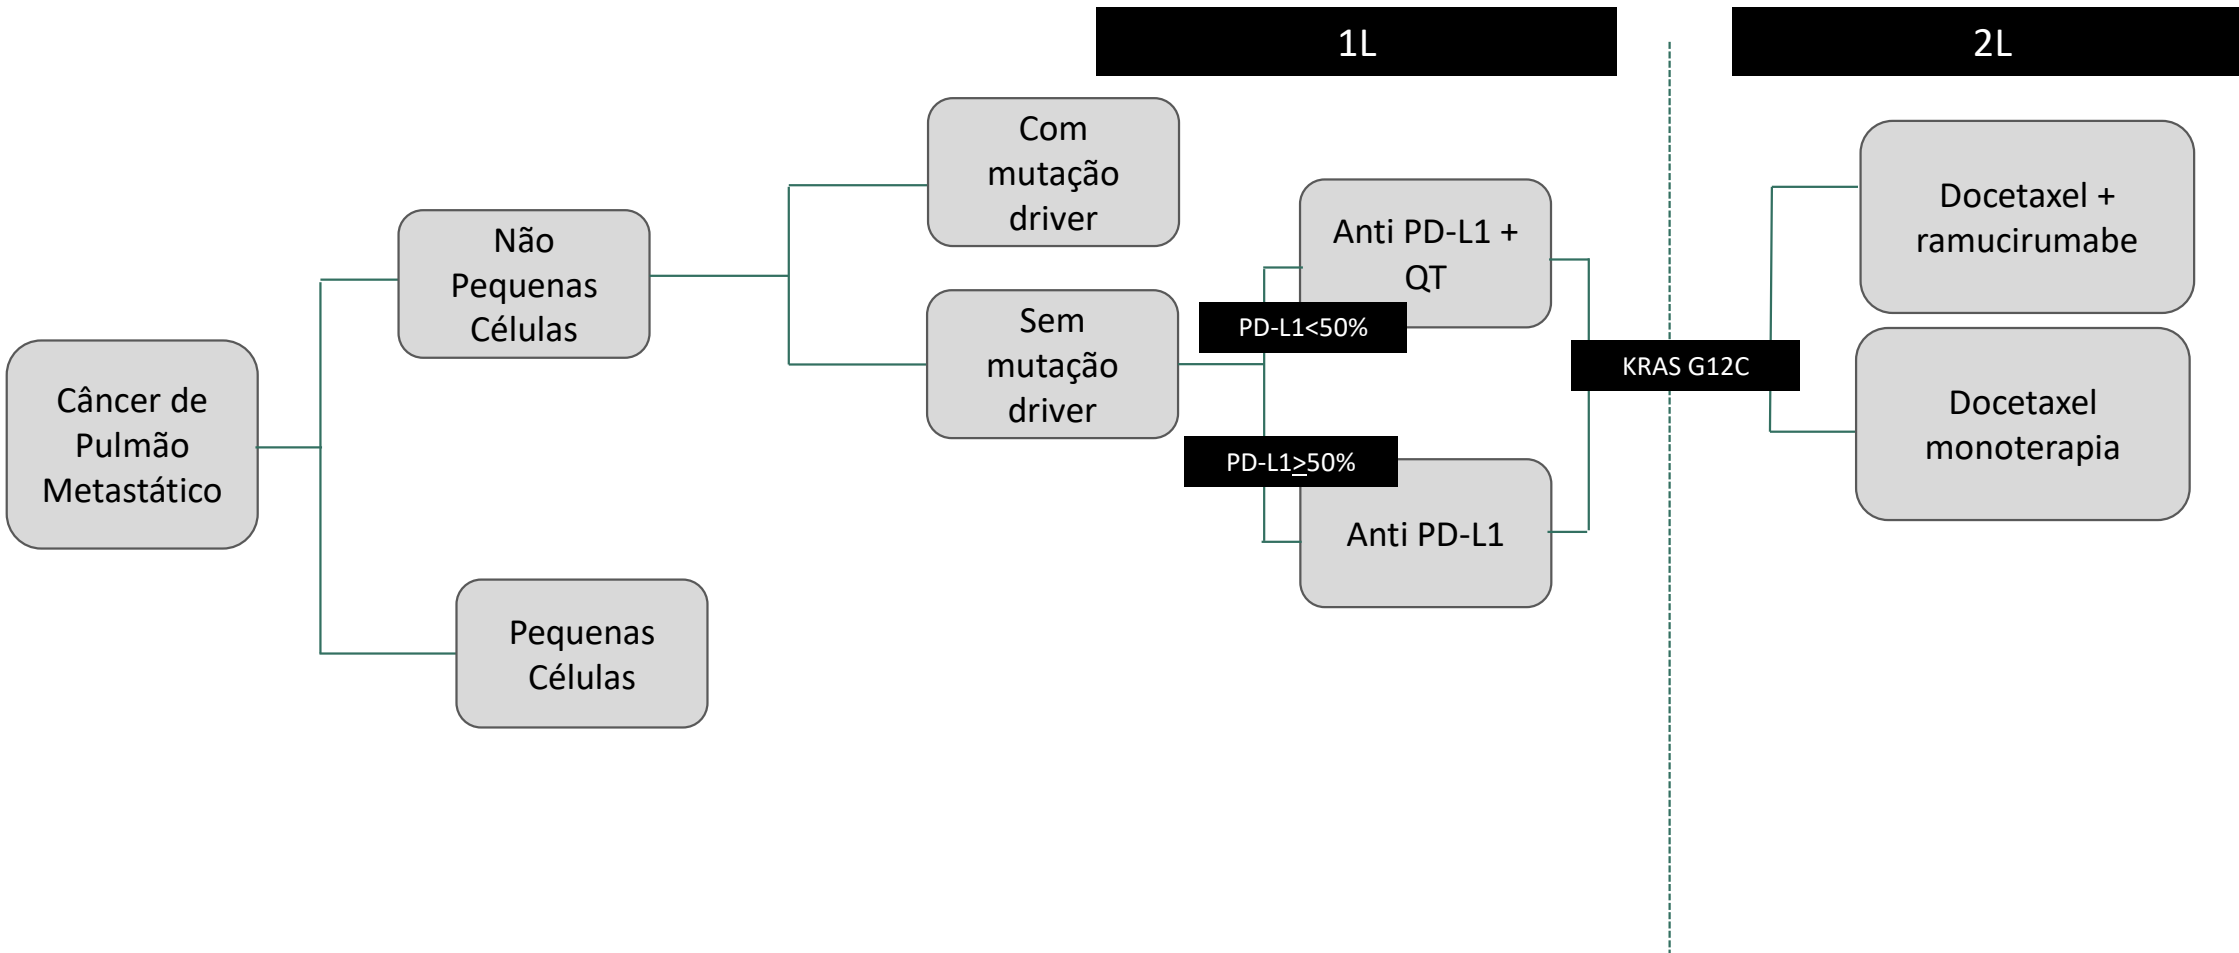 1L
2L
Com
mutação
driver
Docetaxel +
ramucirumabe
Não
Pequenas
Células
Anti PD-L1 +
QT
PD-L1<50%
Sem
mutação
driver
KRAS G12C
Câncer de
Pulmão
Metastático
Docetaxel
monoterapia
PD-L1≥50%
Anti PD-L1
Pequenas
Células